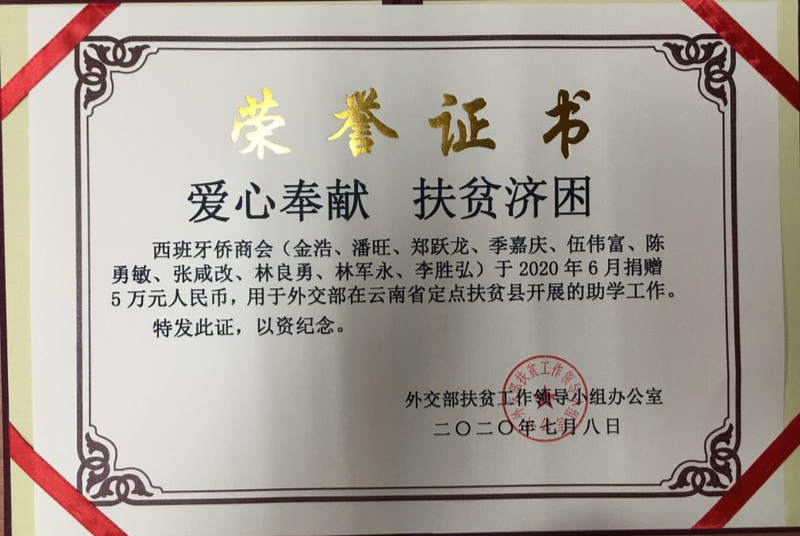 荣誉证书
爱心奉献 扶贫济困
西班牙侨商会（金浩、潘旺、郑跃龙、季嘉庆、伍伟富、陈
勇敏、张咸改、林良勇、林军永、李胜弘）于2020年6月捐赠
5万元人民币，用于外交部在云南省定点扶贫县开展的助学工作。
特发此证，以资纪念。
外交部扶贫工作领导小组办公室
二〇二〇年七月八日